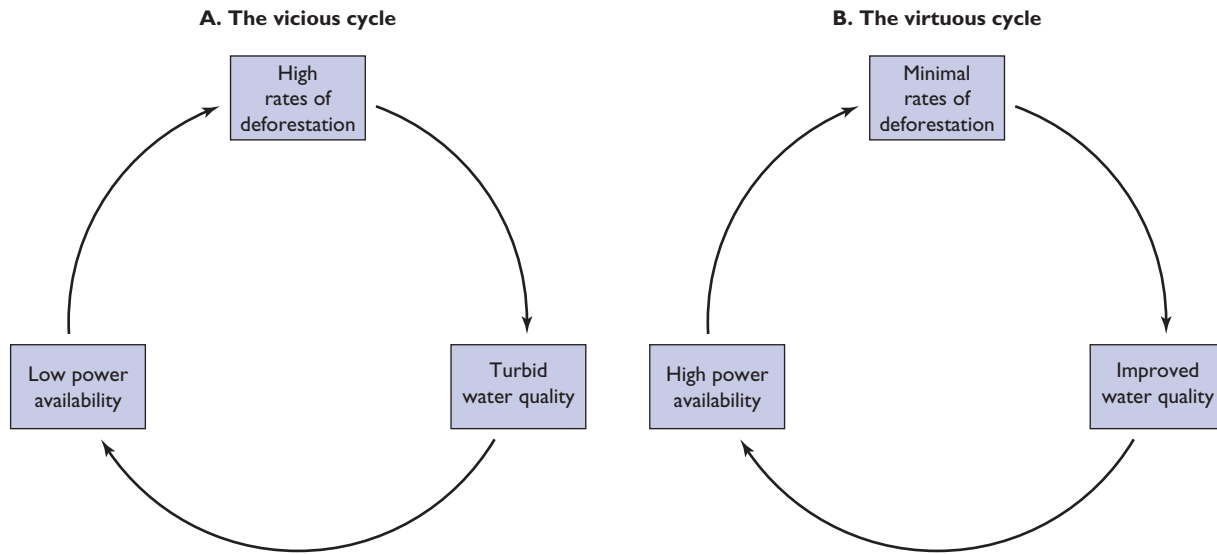 A. The vicious cycle
High
rates of
deforestation
Low power
availability
Turbid
water quality
B. The virtuous cycle
Minimal
rates of
deforestation
High power
availability
Improved
water quality